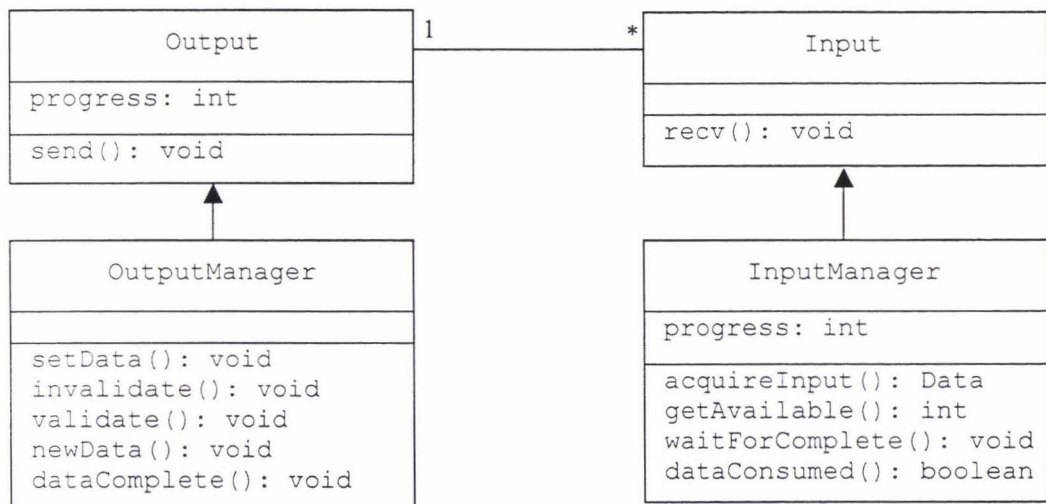 Output
progress: int
send(): void
1
*
Input
recv(): void
OutputManager
setData(): void
invalidate(): void
validate(): void
newData(): void
dataComplete(): void
InputManager
progress: int
acquireInput(): Data
getAvailable(): int
waitForComplete(): void
dataConsumed(): boolean